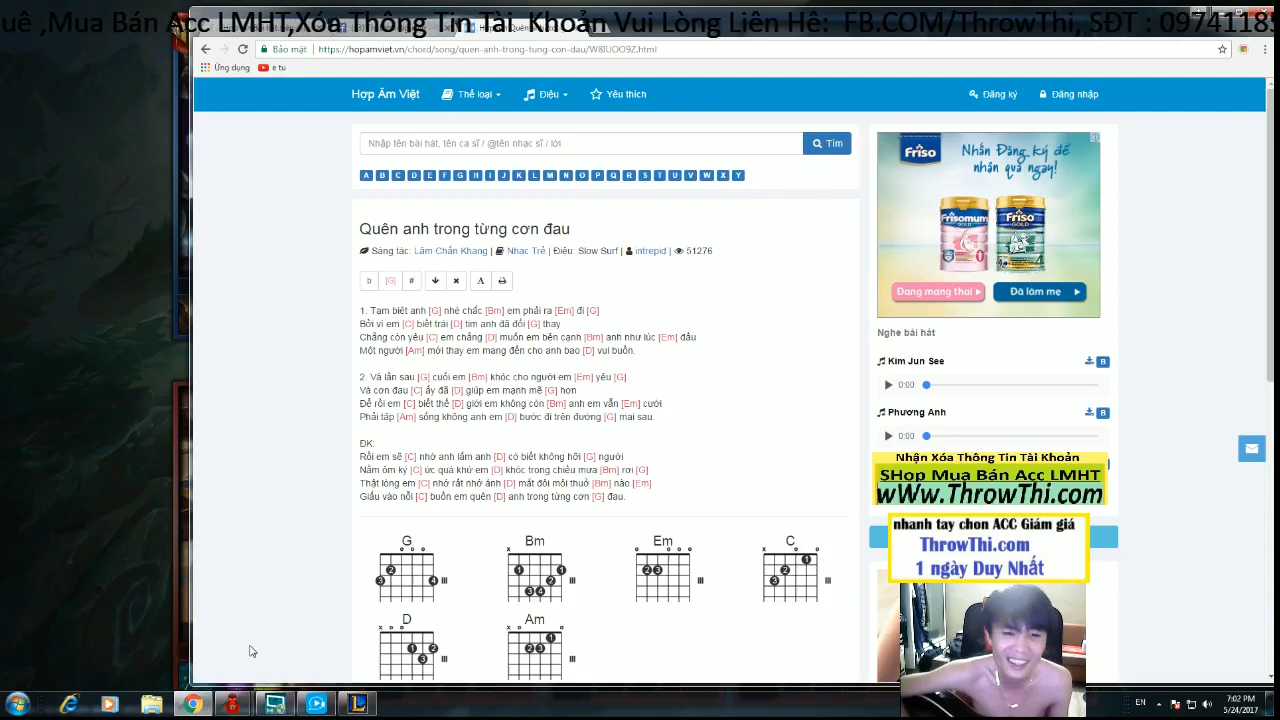 uê ,Mua Bán Acc LMHT,Xóa Thông Tin Tài Khoản Vui Lòng Liên Hê: FB.COM/ThrowThi, SĐT : 09741189
Bảo mật | https://hopamviet.vn/chord/song/quen-anh-trong-tung-con-dau/W8IUOO9Z.html
Ứng dụng e tu
Hợp Âm Việt Thể loại Điệu Yêu thích Đăng ký Đăng nhập
Nhập tên bài hát, tên ca sĩ / @tên nhạc sĩ / lời Tìm
A B C D E F G H I J K L M N O P Q R S T U V W X Y
Friso Nhấn Đăng ký để
nhận quà ngay!
Frisomum Friso
GOLD GOLD
Đang mang thai Đã làm mẹ
Quên anh trong từng cơn đau
Sáng tác: Lâm Chấn Khang | Nhạc Trẻ | Điệu: Slow Surf | intrepid | 51276
b [G] # A
1. Tạm biệt anh [G] nhé chắc [Bm] em phải ra [Em] đi [G]
Bởi vì em [C] biết trái [D] tim anh đã đổi [G] thay
Chẳng còn yêu [C] em chẳng [D] muốn em bên cạnh [Bm] anh như lúc [Em] đầu
Một người [Am] mới thay em mang đến cho anh bao [D] vui buồn.
2. Và lần sau [G] cuối em [Bm] khóc cho người em [Em] yêu [G]
Và cơn đau [C] ấy đã [D] giúp em mạnh mẽ [G] hơn
Để rồi em [C] biết thế [D] giới em không còn [Bm] anh em vẫn [Em] cười
Phải tập [Am] sống không anh em [D] bước đi trên đường [G] mai sau.
ĐK:
Rồi em sẽ [C] nhớ anh lắm anh [D] có biết không hỡi [G] người
Nằm ôm ký [C] ức quá khứ em [D] khóc trong chiều mưa [Bm] rơi [G]
Thật lòng em [C] nhớ rất nhớ ánh [D] mắt đôi môi thuở [Bm] nào [Em]
Giấu vào nỗi [C] buồn em quên [D] anh trong từng cơn [G] đau.
Nghe bài hát
Kim Jun See B
0:00
Phương Anh B
0:00
Nhận Xóa Thông Tin Tài Khoản
SHop Mua Bán Acc LMHT
wWw.ThrowThi.com
nhanh tay chon ACC Giảm giá
ThrowThi.com
1 ngày Duy Nhất
G Bm Em C
D Am
EN 7:02 PM
5/24/2017